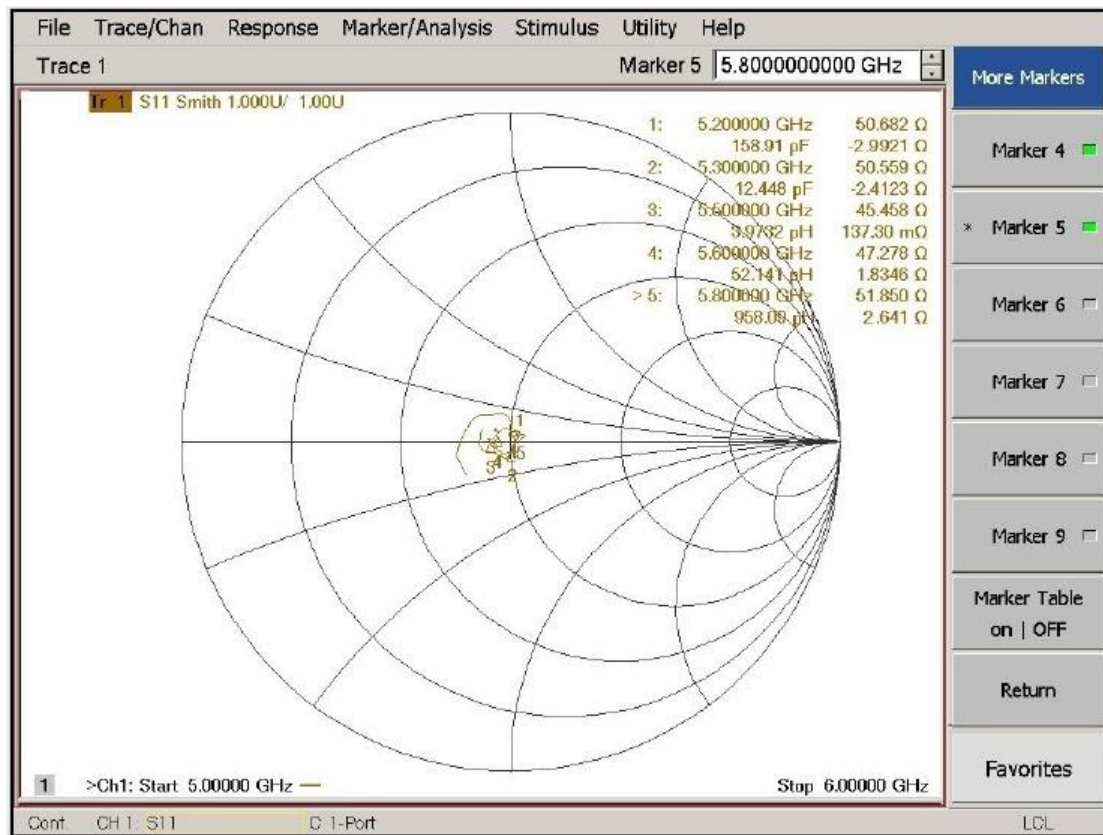 File Trace/Chan Response Marker/Analysis Stimulus Utility Help
Trace 1 Marker 5 5.8000000000 GHz
Tr 1 S11 Smith 1.000U/ 1.00U
1: 5.200000 GHz 50.682 Ω
158.91 pF -2.9921 Ω
2: 5.300000 GHz 50.559 Ω
12.448 pF -2.4123 Ω
3: 5.500000 GHz 45.458 Ω
3.9732 pH 137.30 mΩ
4: 5.600000 GHz 47.278 Ω
52.141 pH 1.8346 Ω
> 5: 5.800000 GHz 51.850 Ω
958.09 pH 2.641 Ω
1
5
3
4
2
1 >Ch1: Start 5.00000 GHz — Stop 6.00000 GHz
Cont. CH 1: S11 C 1-Port LCL
More Markers
Marker 4
* Marker 5
Marker 6
Marker 7
Marker 8
Marker 9
Marker Table
on | OFF
Return
Favorites